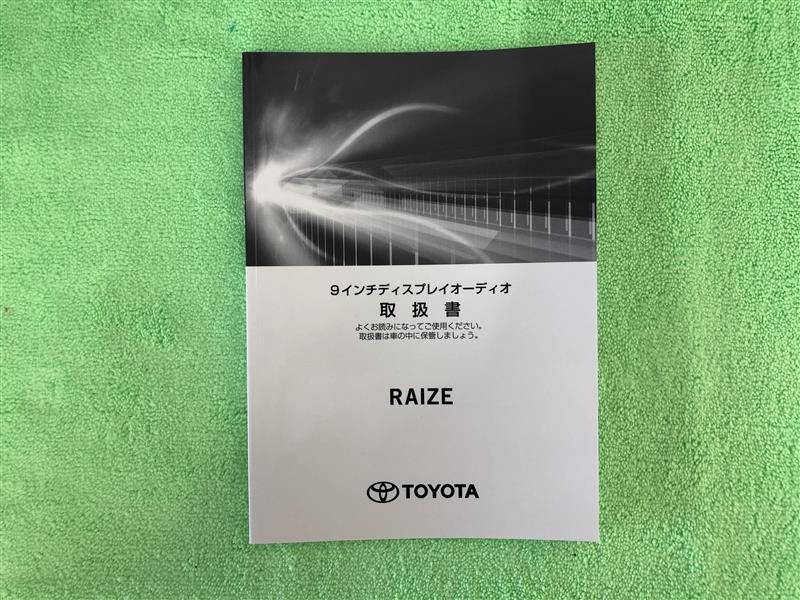 9インチディスプレイオーディオ
取扱書
よくお読みになってご使用ください。
取扱書は車の中に保管しましょう。
RAIZE
TOYOTA